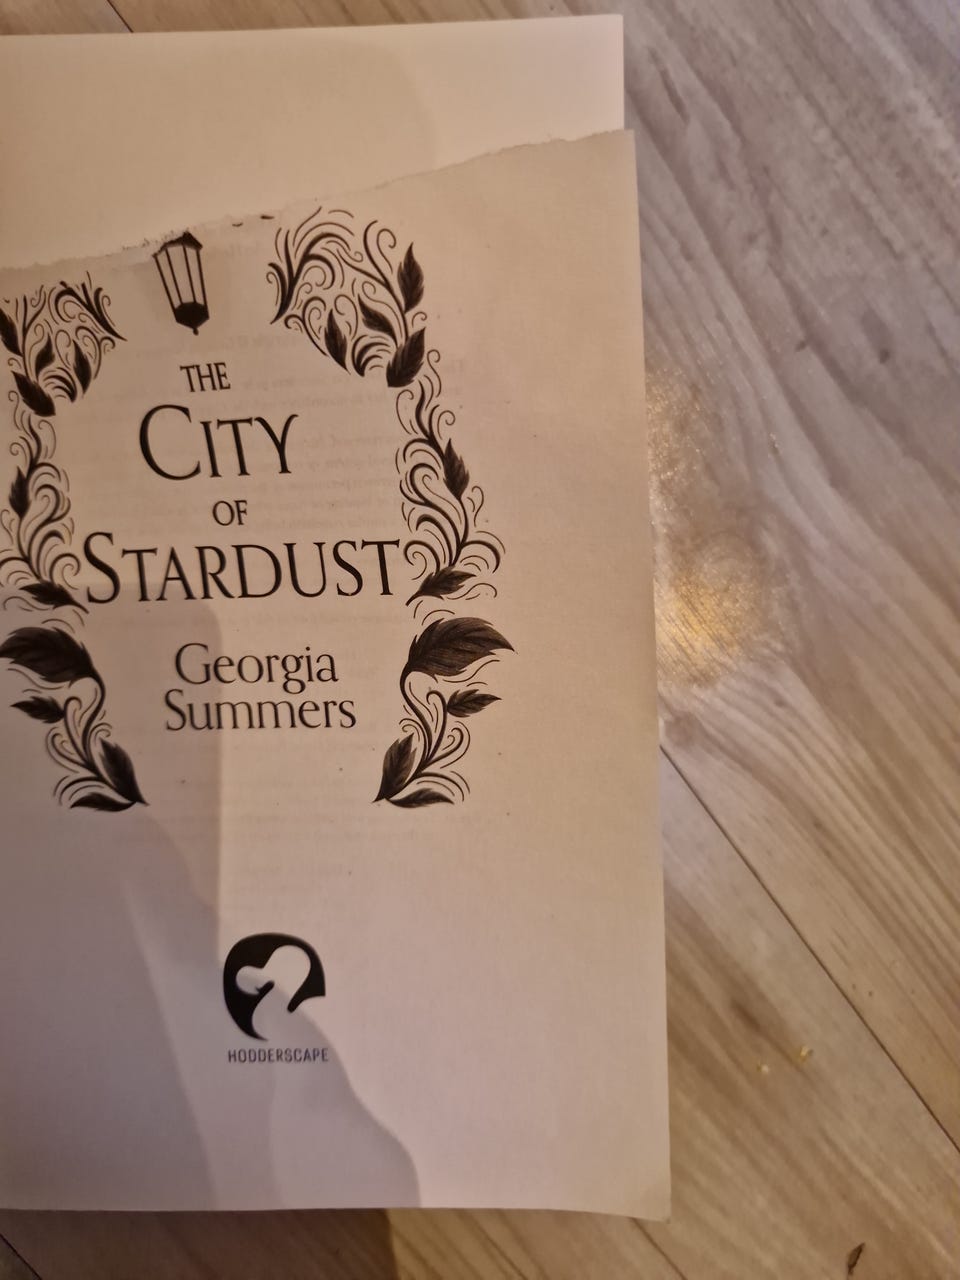 THE
CITY
OF
STARDUST
Georgia
Summers
HODDERSCAPE